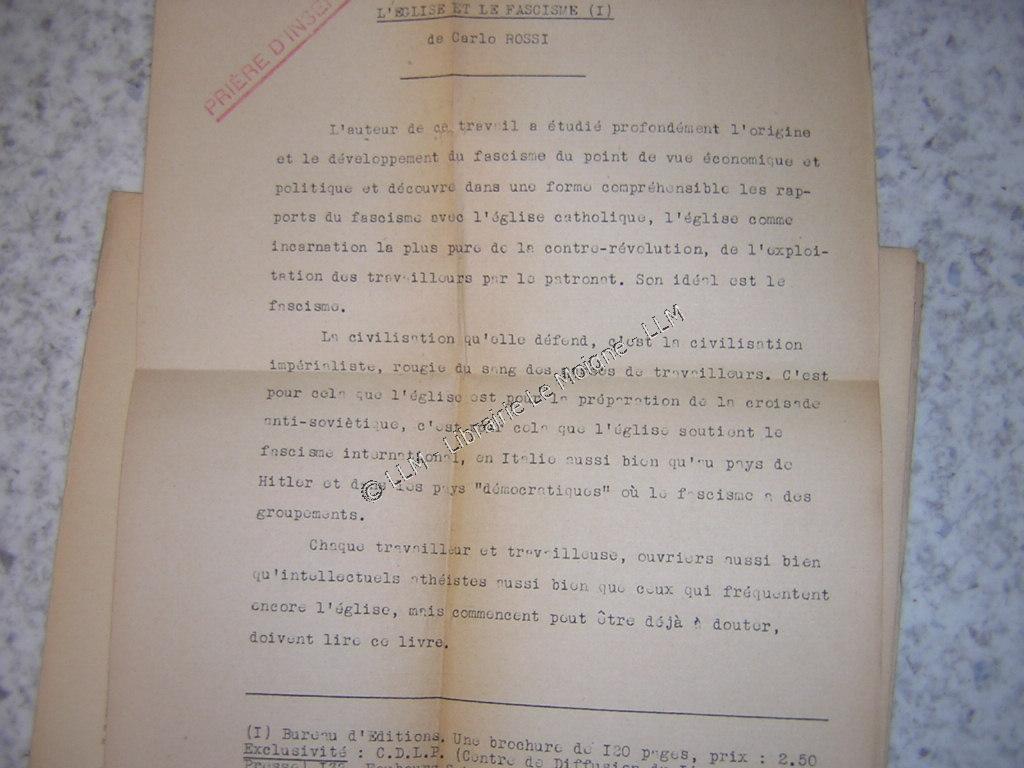 PRIÈRE D'INSER
L'EGLISE ET LE FASCISME (I)
de Carlo ROSSI
L'auteur de ce travail a étudié profondément l'origine
et le développement du fascisme du point de vue économique et
politique et découvre dans une forme compréhensible les rap-
ports du fascisme avec l'église catholique, l'église comme
incarnation la plus pure de la contre-révolution, de l'exploi-
tation des travailleurs par le patronat. Son idéal est le
fascisme.
La civilisation qu'elle défend, c'est la civilisation
impérialiste, rougie du sang des masses de travailleurs. C'est
pour cela que l'église est pour la préparation de la croisade
anti-soviètique, c'est par cela que l'église soutient le
fascisme international, en Italie aussi bien qu'au pays de
Hitler et dans les pays "démocratiques" où le fascisme a des
groupements.
Chaque travailleur et travailleuse, ouvriers aussi bien
qu'intellectuels athéistes aussi bien que ceux qui fréquentent
encore l'église, mais commencent peut être déjà à douter,
doivent lire ce livre.
(I) Bureau d'Editions. Une brochure de I20 pages, prix : 2.50
Exclusivité : C.D.L.P. (Centre de Diffusion du
© LLM - Librairie Le Moigne - LLM